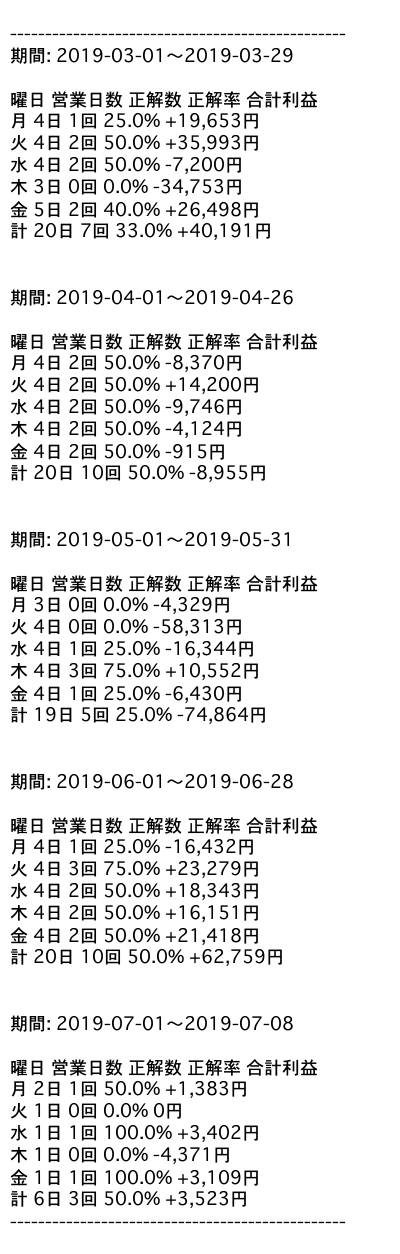 ------------------------------------------------
期間: 2019-03-01〜2019-03-29
曜日 営業日数 正解数 正解率 合計利益
月 4日 1回 25.0% +19,653円
火 4日 2回 50.0% +35,993円
水 4日 2回 50.0% -7,200円
木 3日 0回 0.0% -34,753円
金 5日 2回 40.0% +26,498円
計 20日 7回 33.0% +40,191円
期間: 2019-04-01〜2019-04-26
曜日 営業日数 正解数 正解率 合計利益
月 4日 2回 50.0% -8,370円
火 4日 2回 50.0% +14,200円
水 4日 2回 50.0% -9,746円
木 4日 2回 50.0% -4,124円
金 4日 2回 50.0% -915円
計 20日 10回 50.0% -8,955円
期間: 2019-05-01〜2019-05-31
曜日 営業日数 正解数 正解率 合計利益
月 3日 0回 0.0% -4,329円
火 4日 0回 0.0% -58,313円
水 4日 1回 25.0% -16,344円
木 4日 3回 75.0% +10,552円
金 4日 1回 25.0% -6,430円
計 19日 5回 25.0% -74,864円
期間: 2019-06-01〜2019-06-28
曜日 営業日数 正解数 正解率 合計利益
月 4日 1回 25.0% -16,432円
火 4日 3回 75.0% +23,279円
水 4日 2回 50.0% +18,343円
木 4日 2回 50.0% +16,151円
金 4日 2回 50.0% +21,418円
計 20日 10回 50.0% +62,759円
期間: 2019-07-01〜2019-07-08
曜日 営業日数 正解数 正解率 合計利益
月 2日 1回 50.0% +1,383円
火 1日 0回 0.0% 0円
水 1日 1回 100.0% +3,402円
木 1日 0回 0.0% -4,371円
金 1日 1回 100.0% +3,109円
計 6日 3回 50.0% +3,523円
------------------------------------------------